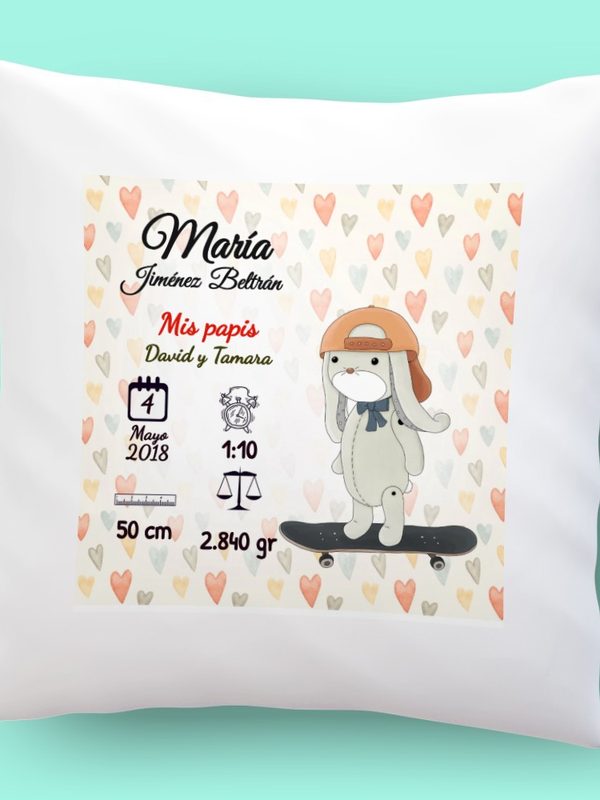 María
Jiménez Beltrán
Mis papis
David y Tamara
4
Mayo
2018
1:10
50 cm
2.840 gr